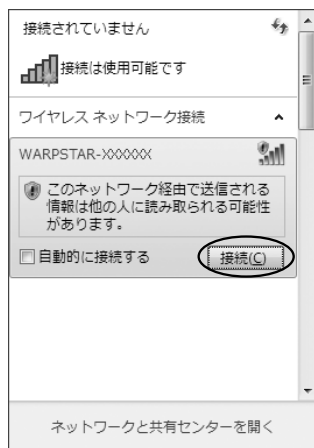 接続されていません
接続は使用可能です
ワイヤレス ネットワーク接続
WARPSTAR-XXXXXX
このネットワーク経由で送信される
情報は他の人に読み取られる可能性
があります。
自動的に接続する
接続(C)
ネットワークと共有センターを開く